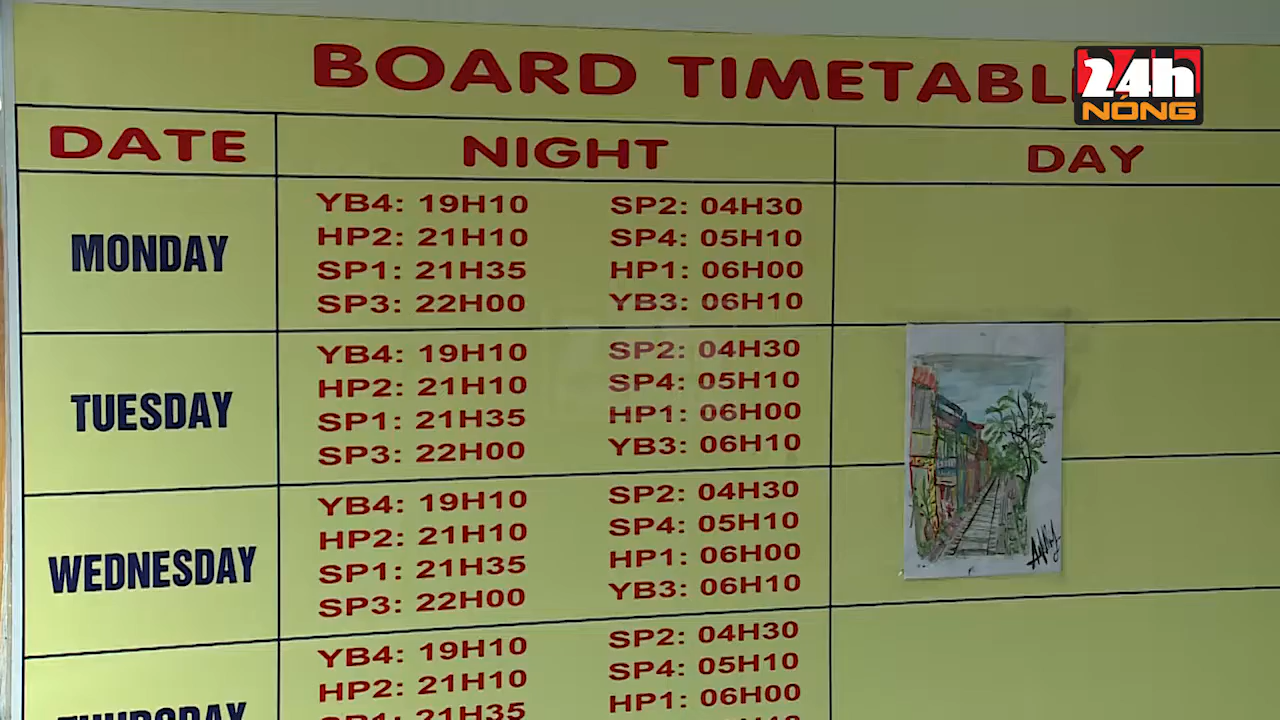 BOARD TIMETABL
24h
NÓNG
DATE NIGHT DAY
MONDAY
YB4: 19H10 SP2: 04H30
HP2: 21H10 SP4: 05H10
SP1: 21H35 HP1: 06H00
SP3: 22H00 YB3: 06H10
TUESDAY
YB4: 19H10 SP2: 04H30
HP2: 21H10 SP4: 05H10
SP1: 21H35 HP1: 06H00
SP3: 22H00 YB3: 06H10
WEDNESDAY
YB4: 19H10 SP2: 04H30
HP2: 21H10 SP4: 05H10
SP1: 21H35 HP1: 06H00
SP3: 22H00 YB3: 06H10
THURSDAY
YB4: 19H10 SP2: 04H30
HP2: 21H10 SP4: 05H10
SP1: 21H35 HP1: 06H00